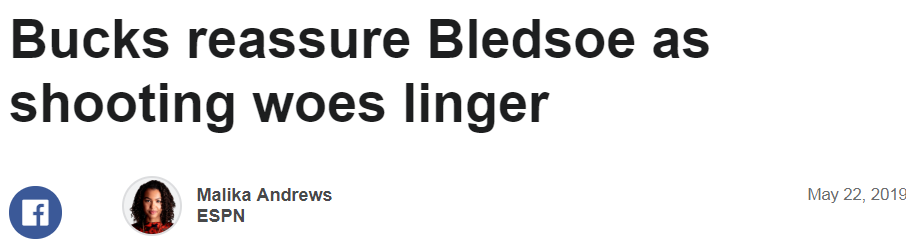 Bucks reassure Bledsoe as
shooting woes linger
Malika Andrews
ESPN
May 22, 2019